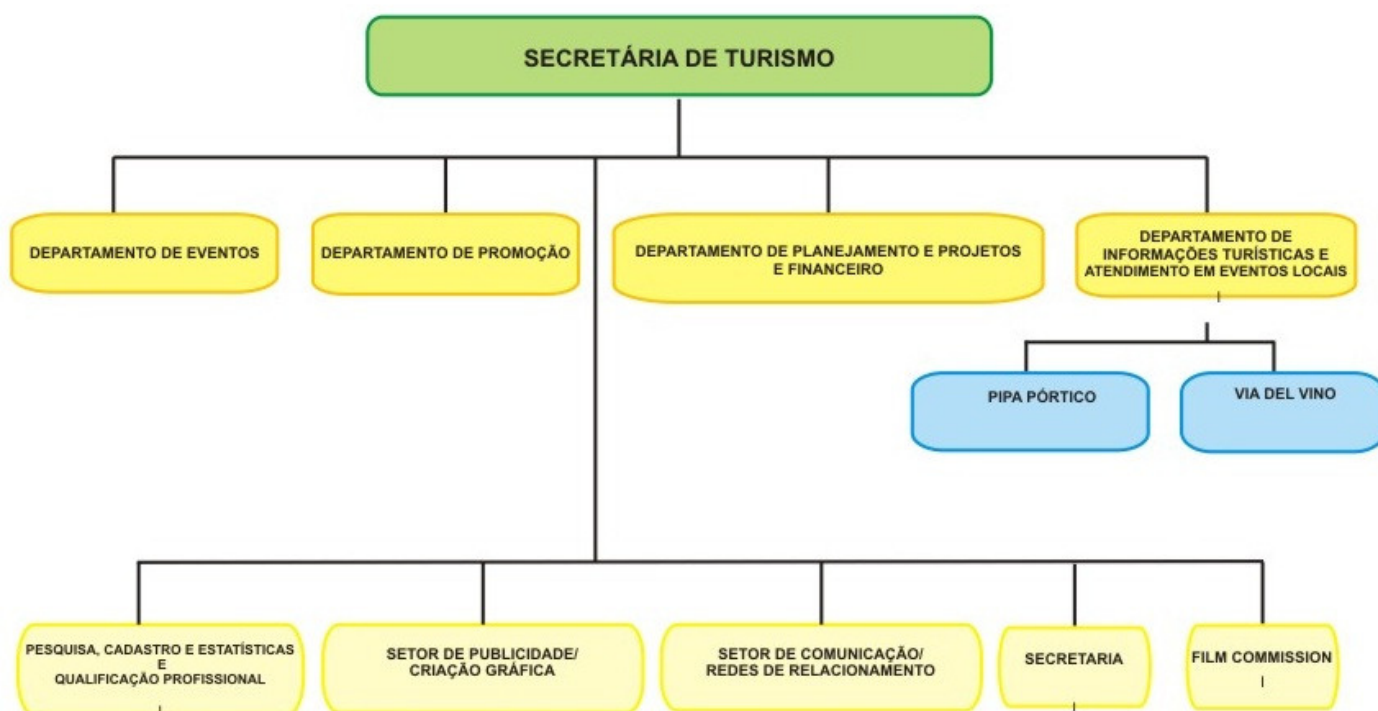 SECRETÁRIA DE TURISMO
DEPARTAMENTO DE EVENTOS
DEPARTAMENTO DE PROMOÇÃO
DEPARTAMENTO DE PLANEJAMENTO E PROJETOS
E FINANCEIRO
DEPARTAMENTO DE
INFORMAÇÕES TURÍSTICAS E
ATENDIMENTO EM EVENTOS LOCAIS
PIPA PÓRTICO
VIA DEL VINO
PESQUISA, CADASTRO E ESTATÍSTICAS
E
QUALIFICAÇÃO PROFISSIONAL
SETOR DE PUBLICIDADE/
CRIAÇÃO GRÁFICA
SETOR DE COMUNICAÇÃO/
REDES DE RELACIONAMENTO
SECRETARIA
FILM COMMISSION